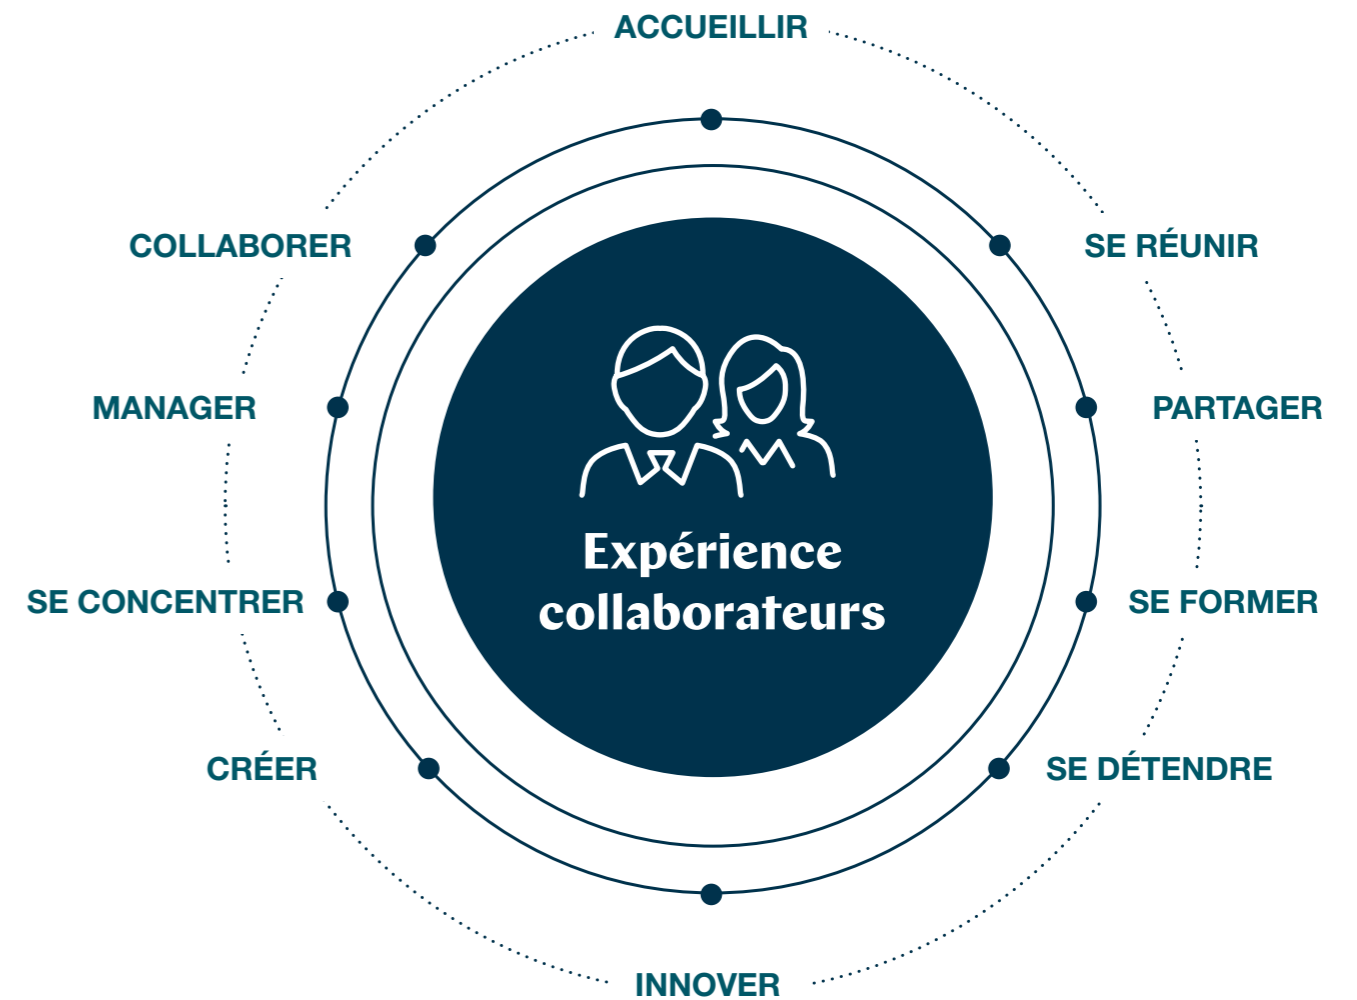 ACCUEILLIR
COLLABORER
SE RÉUNIR
MANAGER
PARTAGER
Expérience
collaborateurs
SE CONCENTRER
SE FORMER
CRÉER
SE DÉTENDRE
INNOVER